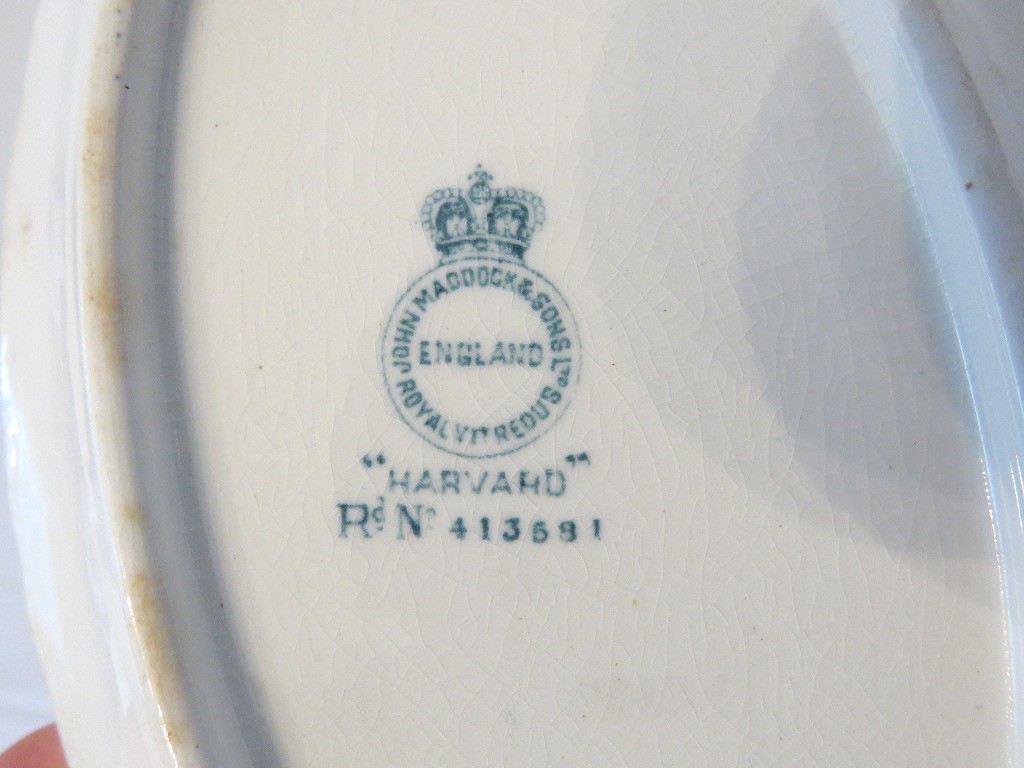 JOHN MADDOCK & SONS LTD
ENGLAND
ROYAL VITREOUS
"HARVARD"
Rd No 413681